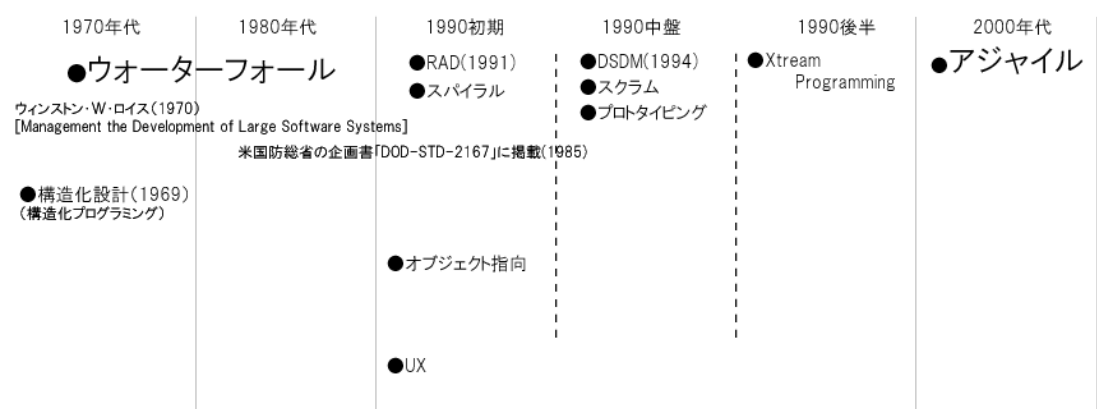 1970年代 1980年代 1990初期 1990中盤 1990後半 2000年代
●ウォーターフォール ●RAD(1991) ●DSDM(1994) ●Xtream ●アジャイル
●スパイラル ●スクラム Programming
●プロトタイピング
ウィンストン・W・ロイス(1970)
[Management the Development of Large Software Systems]
米国防総省の企画書「DOD-STD-2167」に掲載(1985)
●構造化設計(1969)
(構造化プログラミング)
●オブジェクト指向
●UX